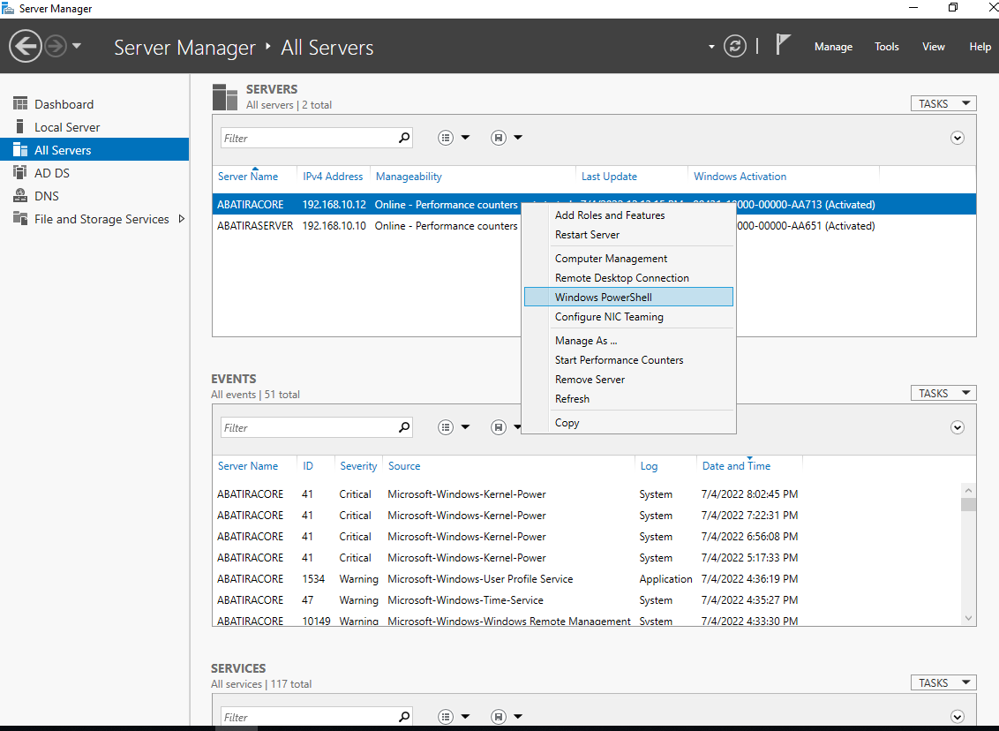 Server Manager
Server Manager ‣ All Servers
Manage Tools View Help
Dashboard
Local Server
All Servers
AD DS
DNS
File and Storage Services
SERVERS
All servers | 2 total
TASKS
Filter
Server Name IPv4 Address Manageability Last Update Windows Activation
ABATIRACORE 192.168.10.12 Online - Performance counters (Activated)
ABATIRASERVER 192.168.10.10 Online - Performance counters 000-00000-AA651 (Activated)
Add Roles and Features
Restart Server
Computer Management
Remote Desktop Connection
Windows PowerShell
Configure NIC Teaming
Manage As ...
Start Performance Counters
Remove Server
Refresh
Copy
EVENTS
All events | 51 total
TASKS
Filter
Server Name ID Severity Source Log Date and Time
ABATIRACORE 41 Critical Microsoft-Windows-Kernel-Power System 7/4/2022 8:02:45 PM
ABATIRACORE 41 Critical Microsoft-Windows-Kernel-Power System 7/4/2022 7:22:31 PM
ABATIRACORE 41 Critical Microsoft-Windows-Kernel-Power System 7/4/2022 6:56:08 PM
ABATIRACORE 41 Critical Microsoft-Windows-Kernel-Power System 7/4/2022 5:17:33 PM
ABATIRACORE 1534 Warning Microsoft-Windows-User Profile Service Application 7/4/2022 4:36:19 PM
ABATIRACORE 47 Warning Microsoft-Windows-Time-Service System 7/4/2022 4:35:27 PM
ABATIRACORE 10149 Warning Microsoft-Windows-Windows Remote Management System 7/4/2022 4:33:30 PM
SERVICES
All services | 117 total
TASKS
Filter